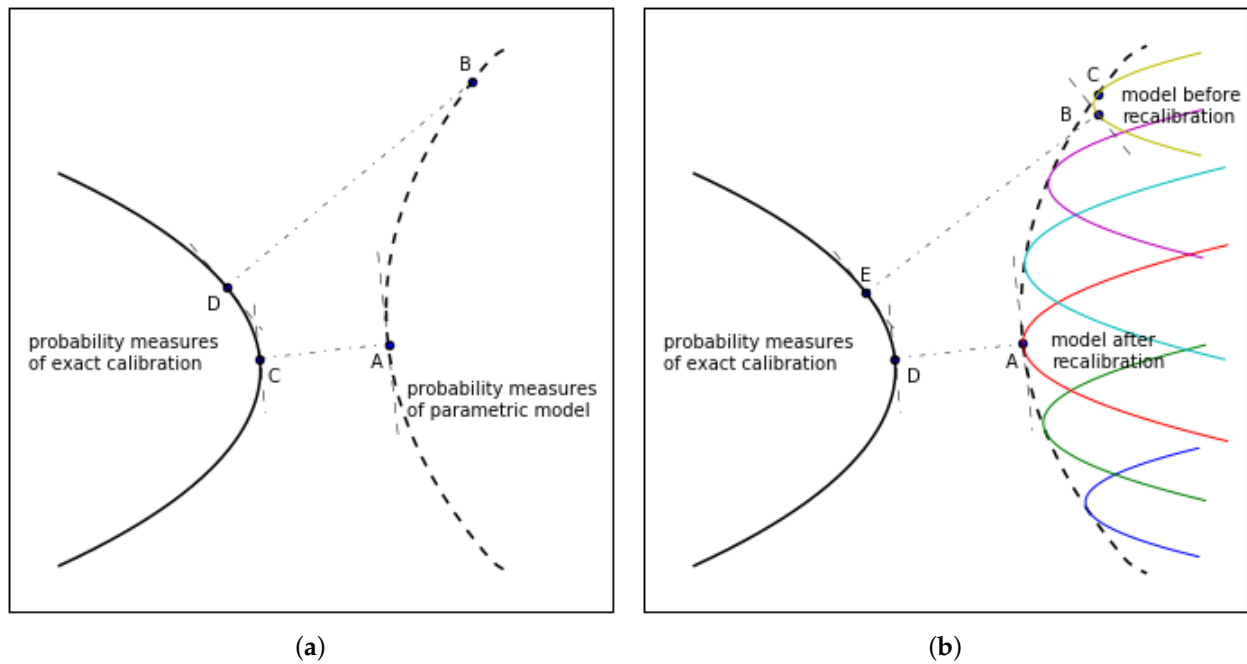 B
D
probability measures
of exact calibration
C
A
probability measures
of parametric model
(a)
C
B
model before
recalibration
E
probability measures
of exact calibration
D
A
model after
recalibration
(b)